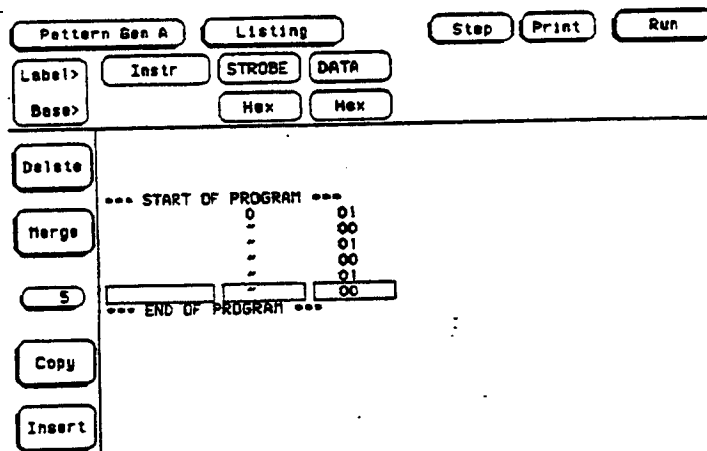 Pattern Gen A Listing Step Print Run
Label> Instr STROBE DATA
Base> Hex Hex
Delete
*** START OF PROGRAM ***
0 01
" 00
Merge " 01
" 00
" 01
5 " 00
*** END OF PROGRAM ***
Copy
Insert